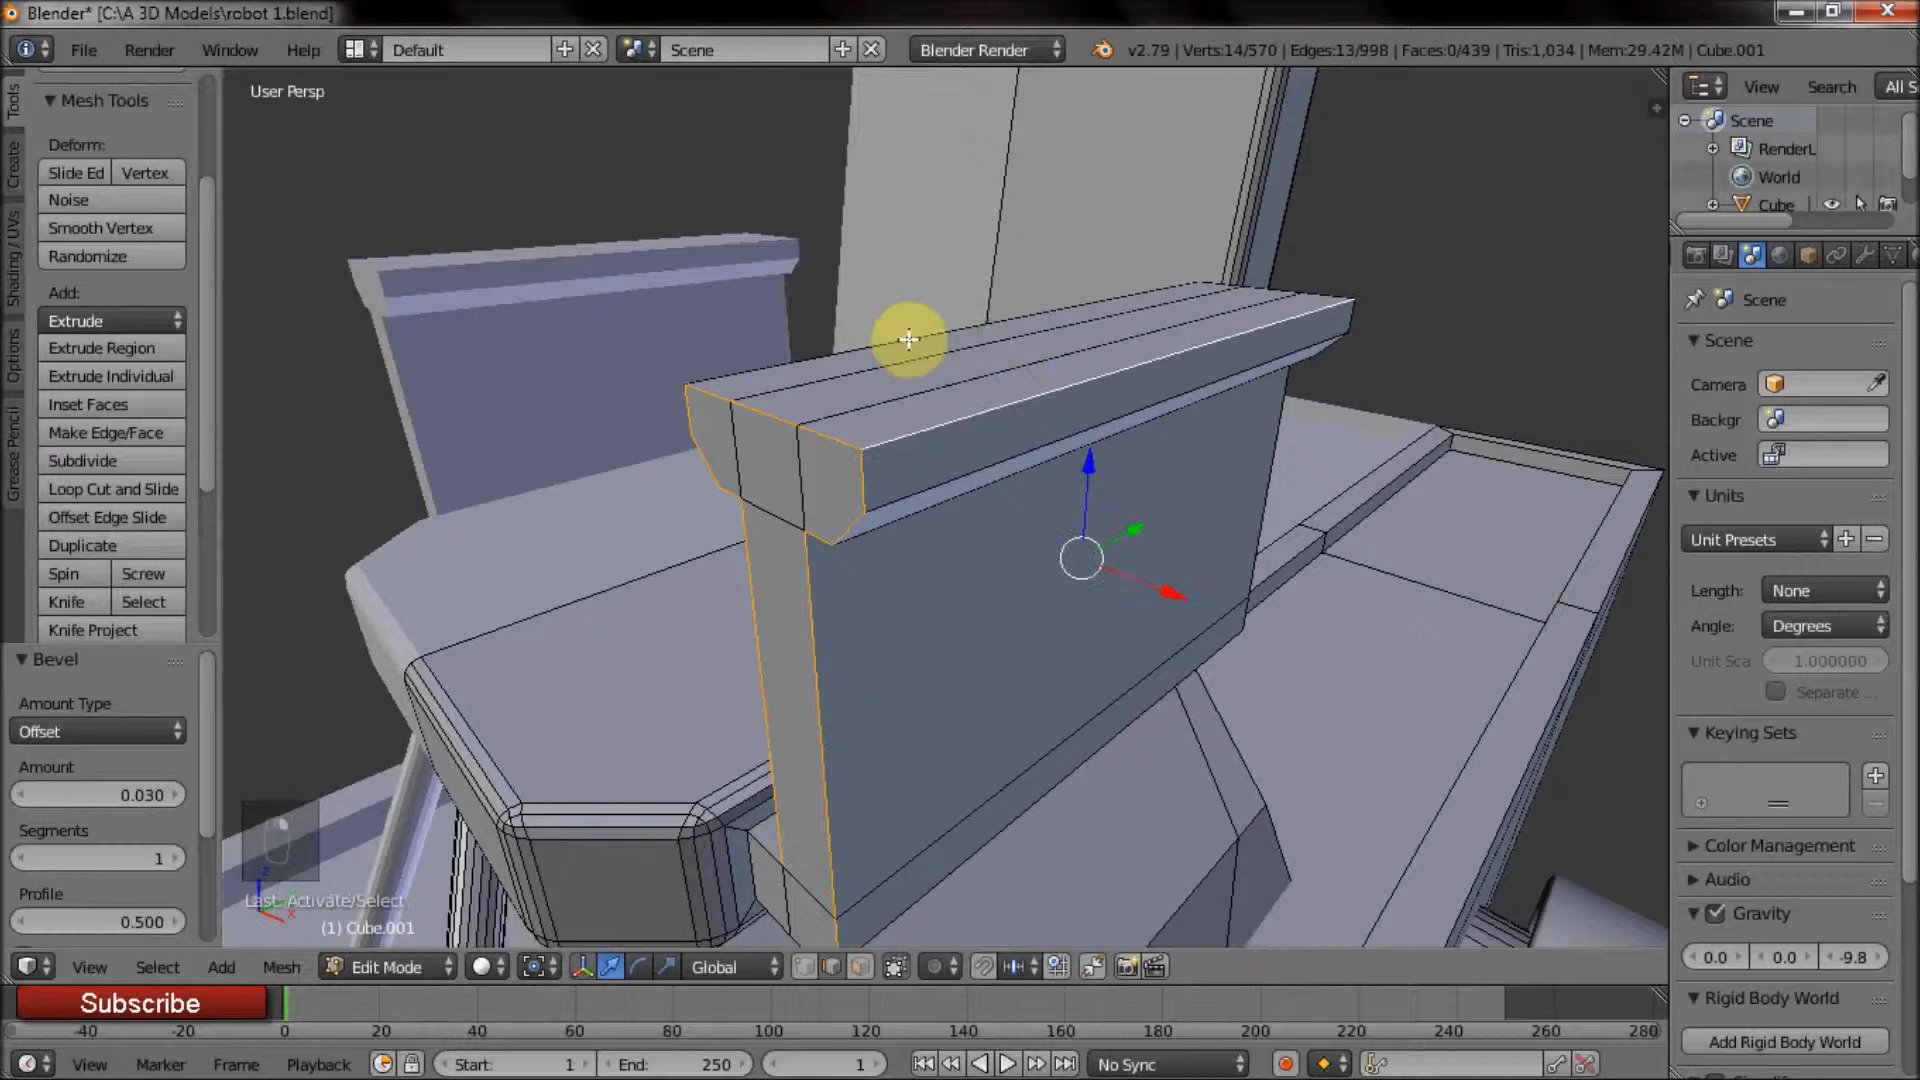 Blender* [C:\A 3D Models\robot 1.blend]
File Render Window Help Default Scene Blender Render v2.79 | Verts:14/570 | Edges:13/998 | Faces:0/439 | Tris:1,034 | Mem:29.42M | Cube.001
Tools
Create
Shading / UVs
Options
Grease Pencil
Mesh Tools
Deform:
Slide Ed Vertex
Noise
Smooth Vertex
Randomize
Add:
Extrude
Extrude Region
Extrude Individual
Inset Faces
Make Edge/Face
Subdivide
Loop Cut and Slide
Offset Edge Slide
Duplicate
Spin Screw
Knife Select
Knife Project
Bevel
Amount Type
Offset
Amount
0.030
Segments
1
Profile
0.500
User Persp
z
x
Last: Activate/Select
(1) Cube.001
View Search All S
Scene
RenderL
World
Cube
Scene
Scene
Camera
Backgr
Active
Units
Unit Presets
Length: None
Angle: Degrees
Unit Sca 1.000000
Separate ...
Keying Sets
Color Management
Audio
Gravity
0.0 0.0 -9.8
Rigid Body World
Add Rigid Body World
View Select Add Mesh Edit Mode Global
Subscribe
-40 -20 0 20 40 60 80 100 120 140 160 180 200 220 240 260 280
View Marker Frame Playback Start: 1 End: 250 1 No Sync